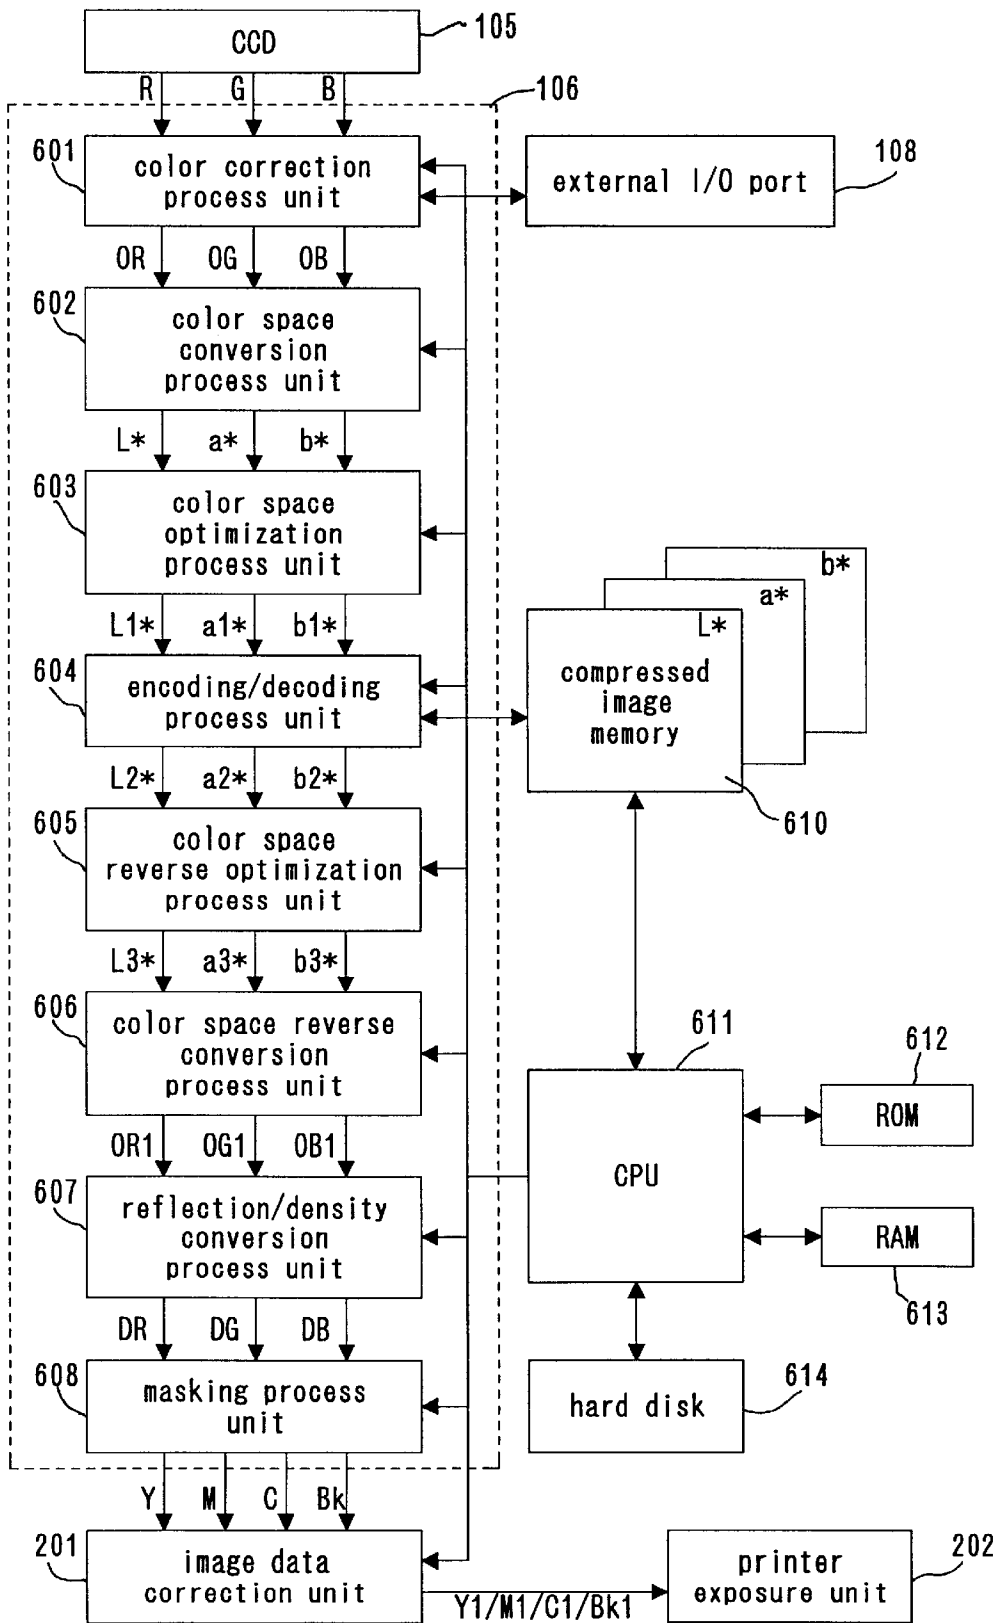 CCD
105
R G B
106
601
color correction
process unit
external I/O port
108
OR OG OB
602
color space
conversion
process unit
L* a* b*
603
color space
optimization
process unit
b*
a*
L*
L1* a1* b1*
604
encoding/decoding
process unit
compressed
image
memory
610
L2* a2* b2*
605
color space
reverse optimization
process unit
L3* a3* b3*
606
color space reverse
conversion
process unit
611
CPU
612
ROM
OR1 OG1 OB1
607
reflection/density
conversion
process unit
RAM
613
DR DG DB
608
masking process
unit
hard disk
614
Y M C Bk
201
image data
correction unit
Y1/M1/C1/Bk1
printer
exposure unit
202